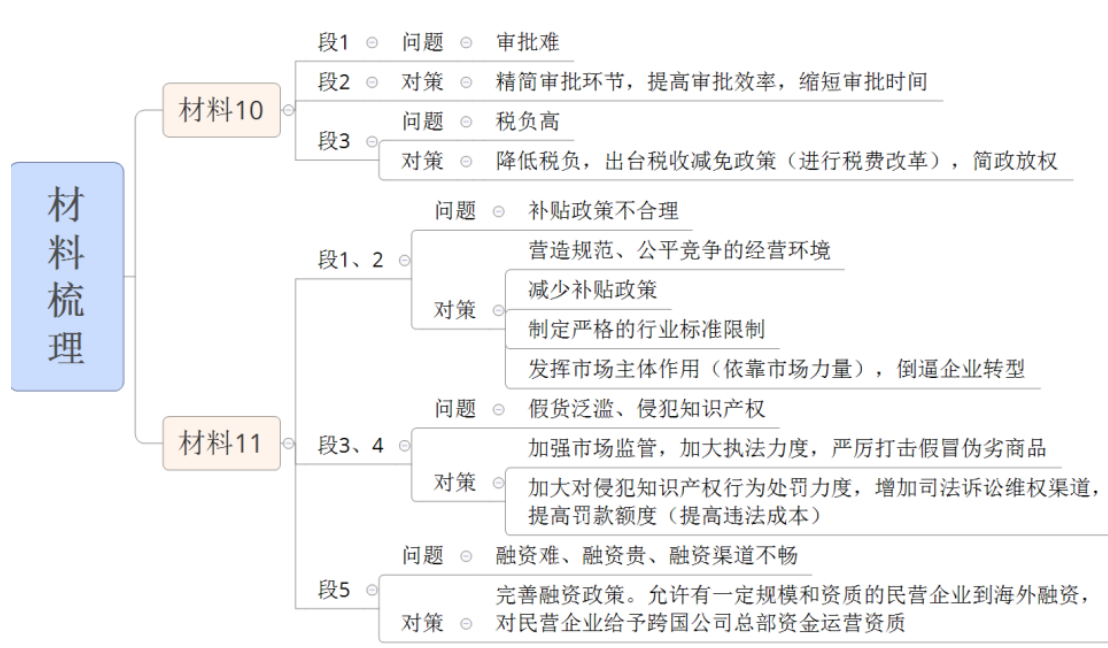 材料梳理
材料10
段1 问题 审批难
段2 对策 精简审批环节，提高审批效率，缩短审批时间
段3
问题 税负高
对策 降低税负，出台税收减免政策（进行税费改革），简政放权
材料11
段1、2
问题 补贴政策不合理
对策
营造规范、公平竞争的经营环境
减少补贴政策
制定严格的行业标准限制
发挥市场主体作用（依靠市场力量），倒逼企业转型
段3、4
问题 假货泛滥、侵犯知识产权
对策
加强市场监管，加大执法力度，严厉打击假冒伪劣商品
加大对侵犯知识产权行为处罚力度，增加司法诉讼维权渠道，
提高罚款额度（提高违法成本）
段5
问题 融资难、融资贵、融资渠道不畅
对策
完善融资政策。允许有一定规模和资质的民营企业到海外融资，
对民营企业给予跨国公司总部资金运营资质